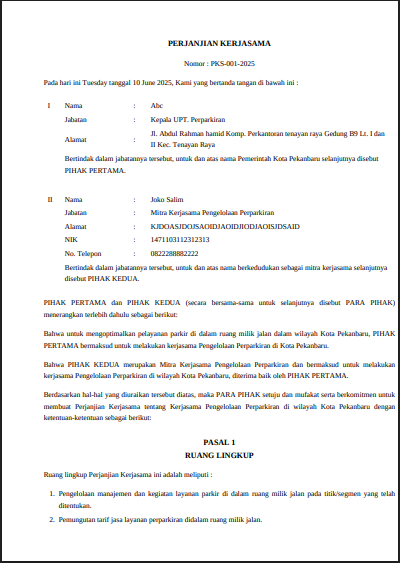 PERJANJIAN KERJASAMA
Nomor : PKS-001-2025
Pada hari ini Tuesday tanggal 10 June 2025, Kami yang bertanda tangan di bawah ini :
I Nama : Abc
Jabatan : Kepala UPT. Perparkiran
Alamat : Jl. Abdul Rahman hamid Komp. Perkantoran tenayan raya Gedung B9 Lt. I dan
II Kec. Tenayan Raya
Bertindak dalam jabatannya tersebut, untuk dan atas nama Pemerintah Kota Pekanbaru selanjutnya disebut
PIHAK PERTAMA.
II Nama : Joko Salim
Jabatan : Mitra Kerjasama Pengelolaan Perparkiran
Alamat : KJDOASJDOJSAOIDJAOIDJIODJAOISJDSAID
NIK : 1471103112312313
No. Telepon : 0822288882222
Bertindak dalam jabatannya tersebut, untuk dan atas nama berkedudukan sebagai mitra kerjasama selanjutnya
disebut PIHAK KEDUA.
PIHAK PERTAMA dan PIHAK KEDUA (secara bersama-sama untuk selanjutnya disebut PARA PIHAK)
menerangkan terlebih dahulu sebagai berikut:
Bahwa untuk mengoptimalkan pelayanan parkir di dalam ruang milik jalan dalam wilayah Kota Pekanbaru, PIHAK
PERTAMA bermaksud untuk melakukan kerjasama Pengelolaan Perparkiran di Kota Pekanbaru.
Bahwa PIHAK KEDUA merupakan Mitra Kerjasama Pengelolaan Perparkiran dan bermaksud untuk melakukan
kerjasama Pengelolaan Perparkiran di wilayah Kota Pekanbaru, diterima baik oleh PIHAK PERTAMA.
Berdasarkan hal-hal yang diuraikan tersebut diatas, maka PARA PIHAK setuju dan mufakat serta berkomitmen untuk
membuat Perjanjian Kerjasama tentang Kerjasama Pengelolaan Perparkiran di wilayah Kota Pekanbaru dengan
ketentuan-ketentuan sebagai berikut:
PASAL 1
RUANG LINGKUP
Ruang lingkup Perjanjian Kerjasama ini adalah meliputi :
1. Pengelolaan manajemen dan kegiatan layanan parkir di dalam ruang milik jalan pada titik/segmen yang telah
ditentukan.
2. Pemungutan tarif jasa layanan perparkiran didalam ruang milik jalan.